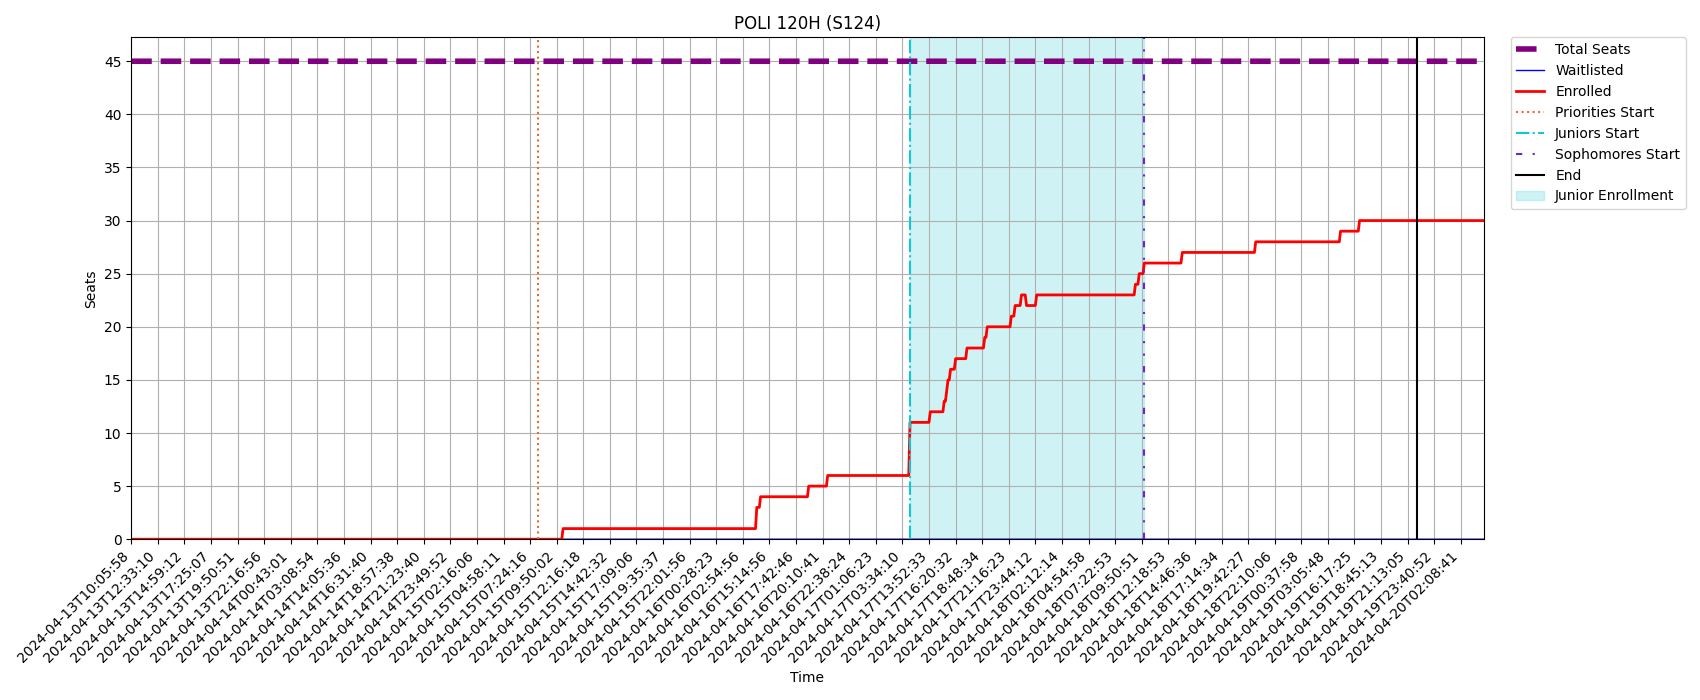 POLI 120H (S124)
Total Seats
Waitlisted
Enrolled
Priorities Start
Juniors Start
Sophomores Start
End
Junior Enrollment
Seats
45
40
35
30
25
20
15
10
5
0
2024-04-13T10:05:58
2024-04-13T12:33:10
2024-04-13T14:59:12
2024-04-13T17:25:07
2024-04-13T19:50:51
2024-04-13T22:16:56
2024-04-14T00:43:01
2024-04-14T03:08:54
2024-04-14T14:05:36
2024-04-14T16:31:40
2024-04-14T18:57:38
2024-04-14T21:23:40
2024-04-14T23:49:52
2024-04-15T02:16:06
2024-04-15T04:58:11
2024-04-15T07:24:16
2024-04-15T09:50:02
2024-04-15T12:16:18
2024-04-15T14:42:32
2024-04-15T17:09:06
2024-04-15T19:35:37
2024-04-15T22:01:56
2024-04-16T00:28:23
2024-04-16T02:54:56
2024-04-16T15:14:56
2024-04-16T17:42:46
2024-04-16T20:10:41
2024-04-16T22:38:24
2024-04-17T01:06:23
2024-04-17T03:34:10
2024-04-17T13:52:33
2024-04-17T16:20:32
2024-04-17T18:48:34
2024-04-17T21:16:23
2024-04-17T23:44:12
2024-04-18T02:12:14
2024-04-18T04:54:58
2024-04-18T07:22:53
2024-04-18T09:50:51
2024-04-18T12:18:53
2024-04-18T14:46:36
2024-04-18T17:14:34
2024-04-18T19:42:27
2024-04-18T22:10:06
2024-04-19T00:37:58
2024-04-19T03:05:48
2024-04-19T16:17:25
2024-04-19T18:45:13
2024-04-19T21:13:05
2024-04-19T23:40:52
2024-04-20T02:08:41
Time